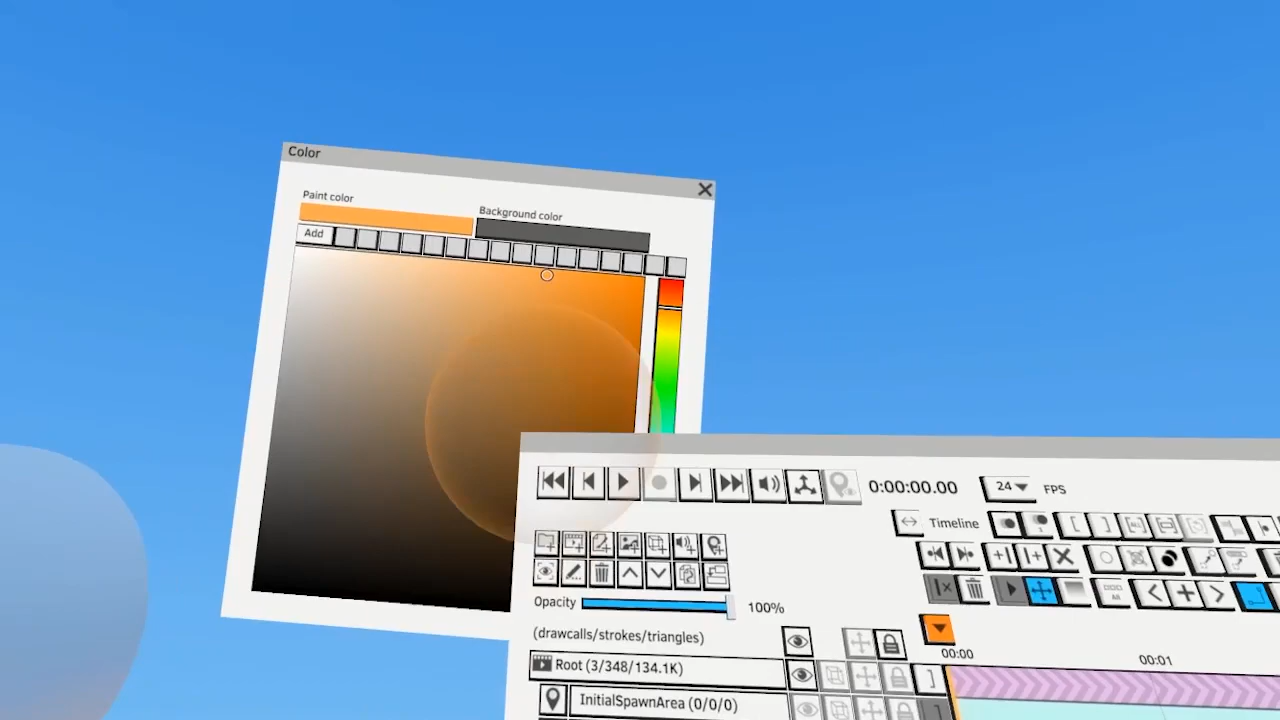 Color
Paint color
Background color
Add
0:00:00.00
24
FPS
Timeline
Opacity
100%
(drawcalls/strokes/triangles)
00:00
00:01
Root (3/348/134.1K)
InitialSpawnArea (0/0/0)